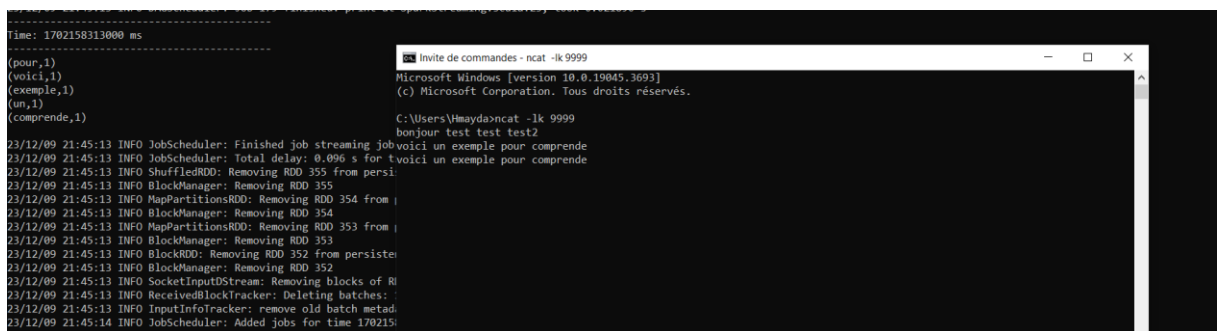 -----------------------------------------
Time: 1702158313000 ms
-----------------------------------------
(pour,1)
(voici,1)
(exemple,1)
(un,1)
(comprende,1)
23/12/09 21:45:13 INFO JobScheduler: Finished job streaming job
23/12/09 21:45:13 INFO JobScheduler: Total delay: 0.096 s for t
23/12/09 21:45:13 INFO ShuffledRDD: Removing RDD 355 from persi
23/12/09 21:45:13 INFO BlockManager: Removing RDD 355
23/12/09 21:45:13 INFO MapPartitionsRDD: Removing RDD 354 from
23/12/09 21:45:13 INFO BlockManager: Removing RDD 354
23/12/09 21:45:13 INFO MapPartitionsRDD: Removing RDD 353 from
23/12/09 21:45:13 INFO BlockManager: Removing RDD 353
23/12/09 21:45:13 INFO BlockRDD: Removing RDD 352 from persiste
23/12/09 21:45:13 INFO BlockManager: Removing RDD 352
23/12/09 21:45:13 INFO SocketInputDStream: Removing blocks of R
23/12/09 21:45:13 INFO ReceivedBlockTracker: Deleting batches:
23/12/09 21:45:13 INFO InputInfoTracker: remove old batch metad
23/12/09 21:45:14 INFO JobScheduler: Added jobs for time 170215
Invite de commandes - ncat -lk 9999
Microsoft Windows [version 10.0.19045.3693]
(c) Microsoft Corporation. Tous droits réservés.
C:\Users\Hmayda>ncat -lk 9999
bonjour test test test2
voici un exemple pour comprende
voici un exemple pour comprende